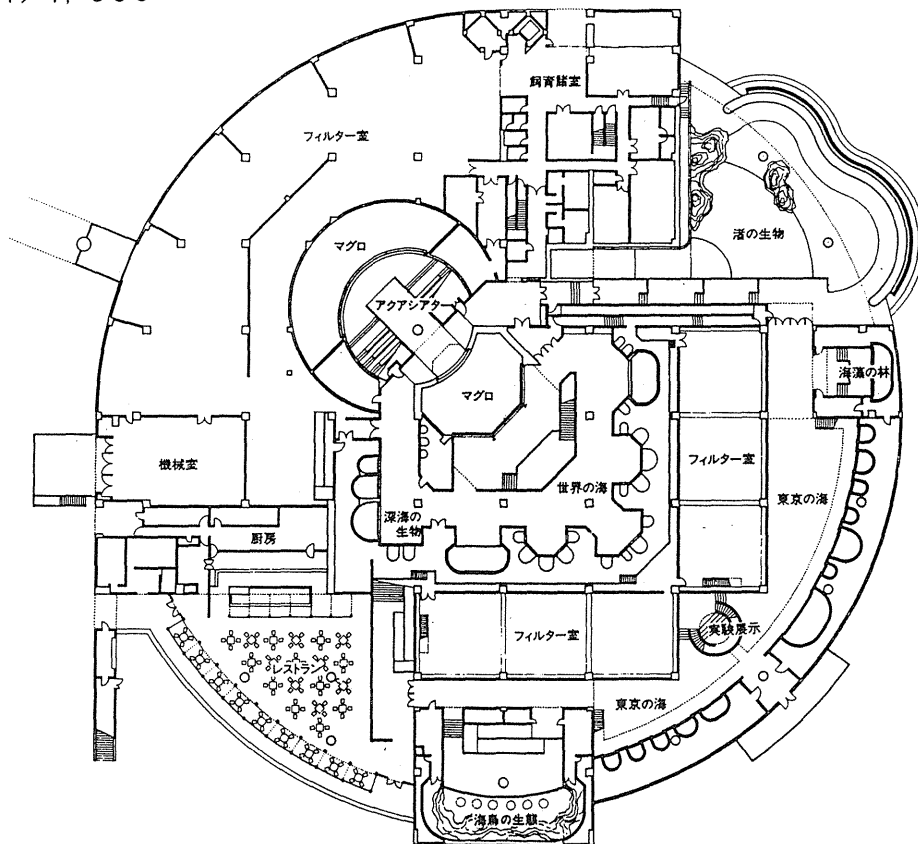 飼育諸室
フィルター室
渚の生物
マグロ
アクアシアター
海藻の林
マグロ
機械室
フィルター室
世界の海
東京の海
深海の
生物
厨房
実験展示
フィルター室
レストラン
東京の海
海鳥の生態